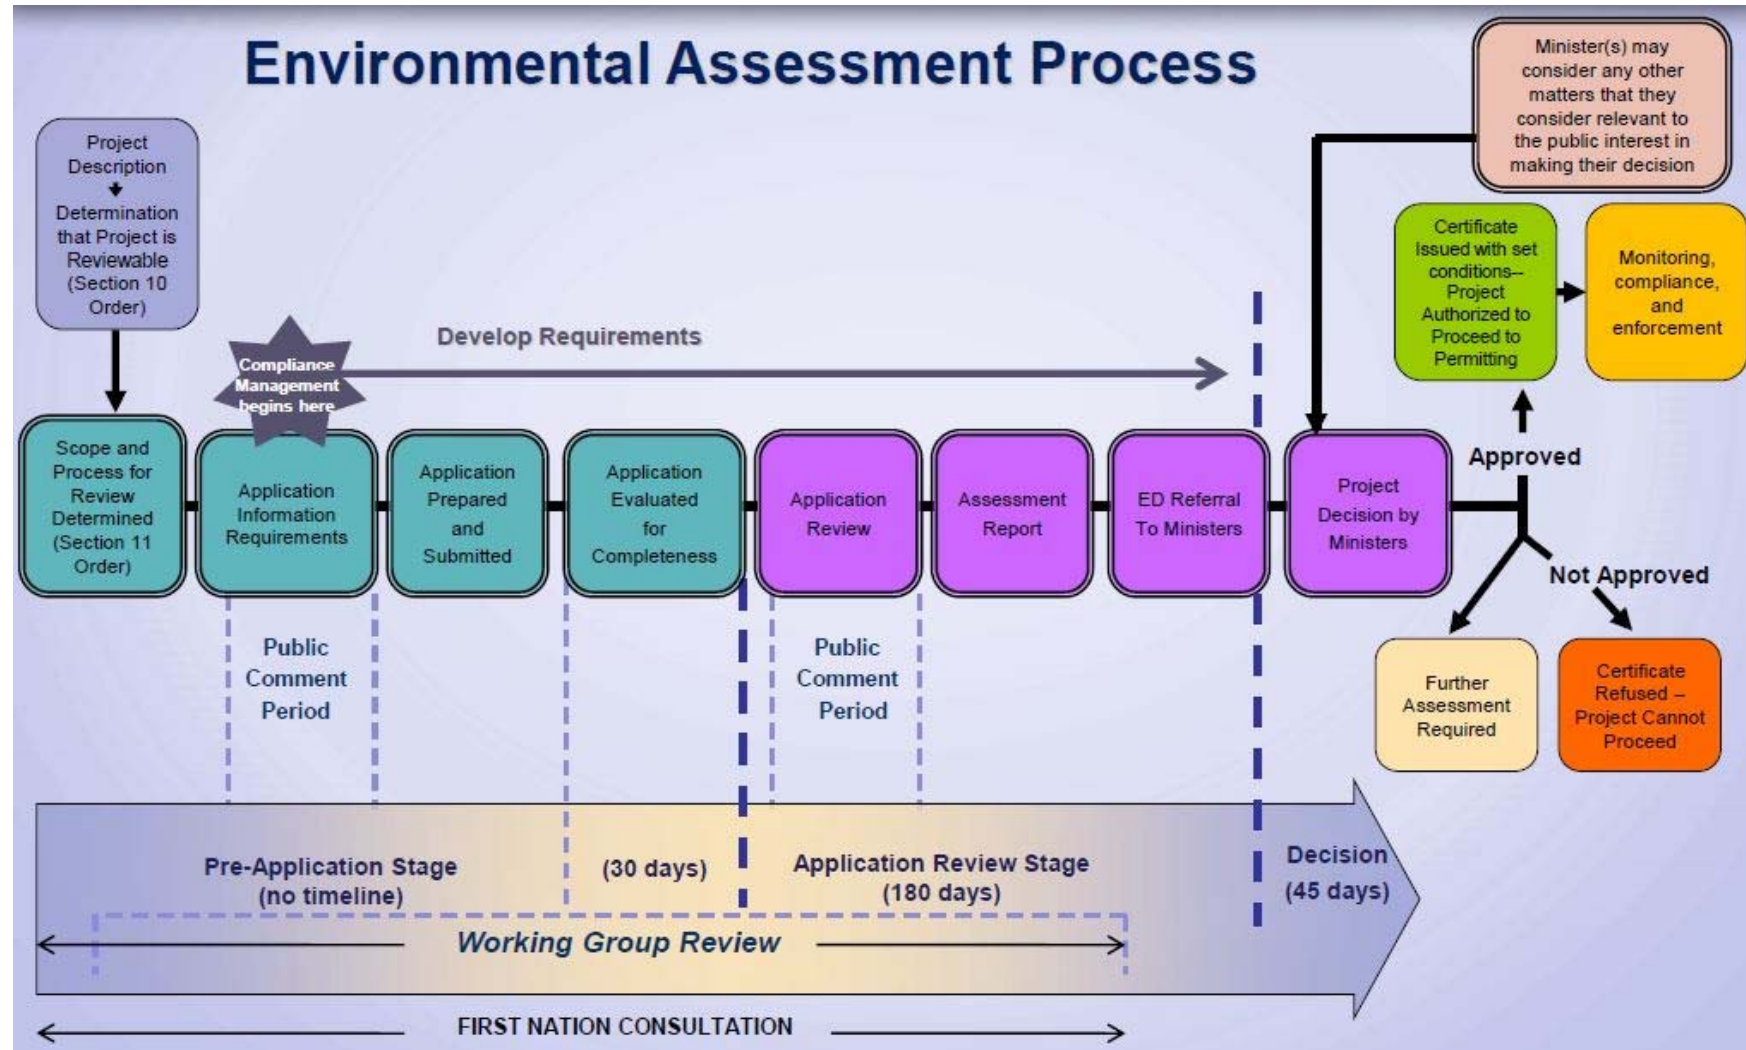 Environmental Assessment Process
Minister(s) may
consider any other
matters that they
consider relevant to
the public interest in
making their decision
Project
Description
Determination
that Project is
Reviewable
(Section 10
Order)
Certificate
Issued with set
conditions--
Project
Authorized to
Proceed to
Permitting
Monitoring,
compliance,
and
enforcement
Develop Requirements
Compliance
Management
begins here
Scope and
Process for
Review
Determined
(Section 11
Order)
Application
Information
Requirements
Application
Prepared
and
Submitted
Application
Evaluated
for
Completeness
Application
Review
Assessment
Report
ED Referral
To Ministers
Project
Decision by
Ministers
Approved
Not Approved
Public
Comment
Period
Public
Comment
Period
Further
Assessment
Required
Certificate
Refused –
Project Cannot
Proceed
Pre-Application Stage
(no timeline)
(30 days)
Application Review Stage
(180 days)
Decision
(45 days)
Working Group Review
FIRST NATION CONSULTATION